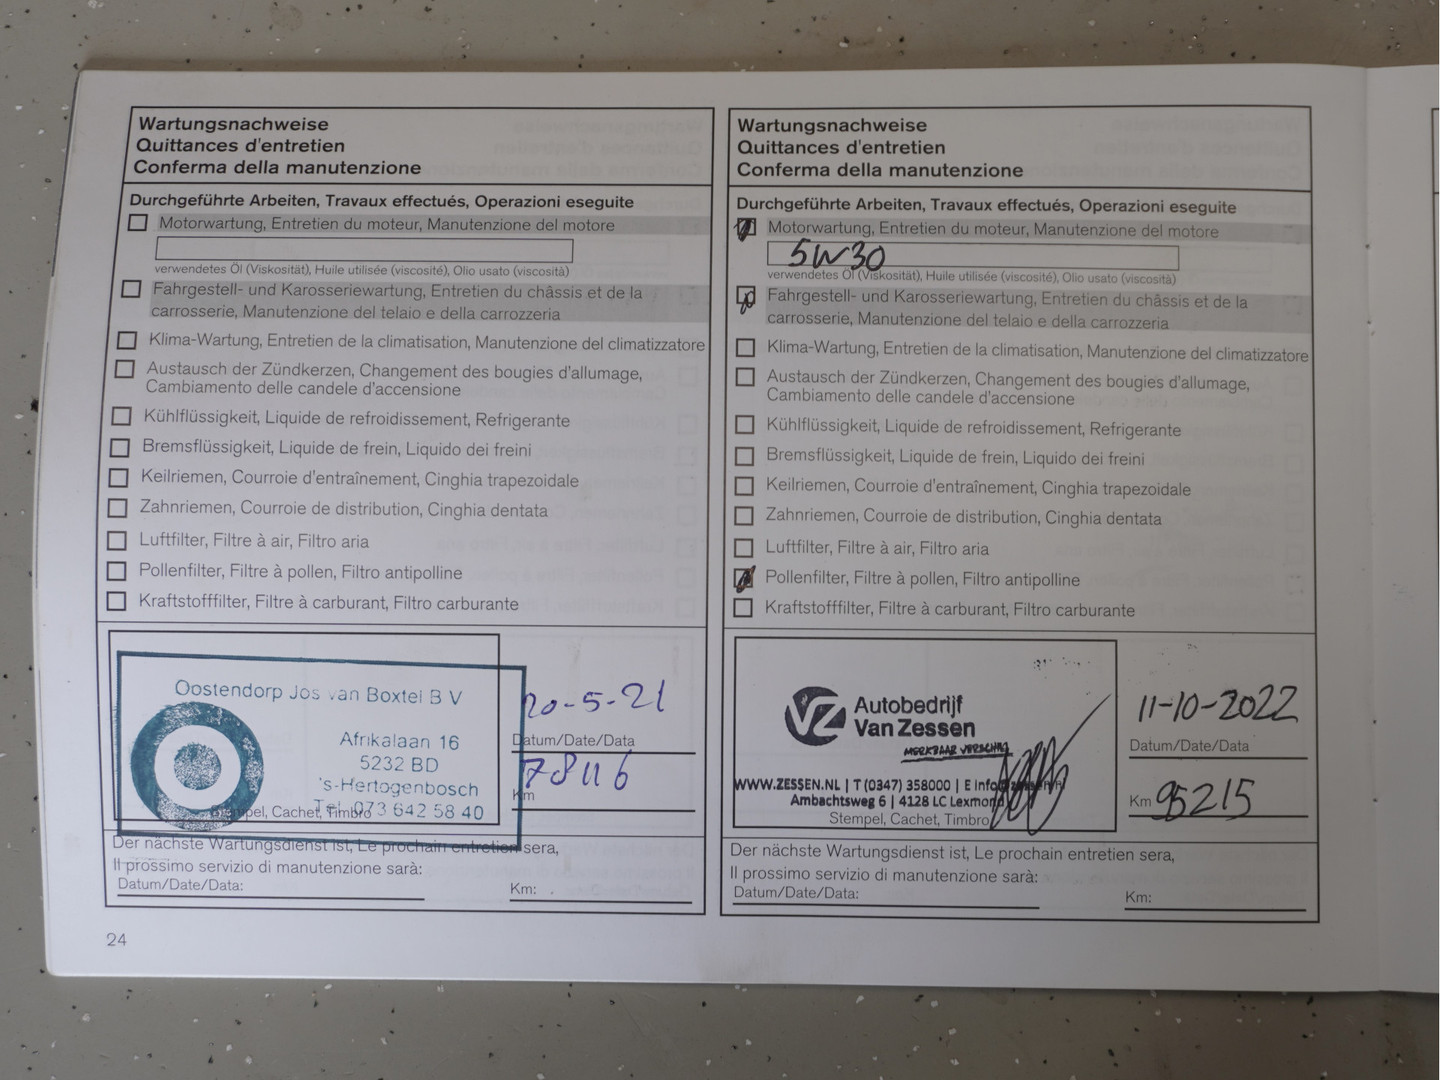 Wartungsnachweise
Quittances d'entretien
Conferma della manutenzione
Durchgeführte Arbeiten, Travaux effectués, Operazioni eseguite
Motorwartung, Entretien du moteur, Manutenzione del motore
verwendetes Öl (Viskosität), Huile utilisée (viscosité), Olio usato (viscosità)
Fahrgestell- und Karosseriewartung, Entretien du châssis et de la
carrosserie, Manutenzione del telaio e della carrozzeria
Klima-Wartung, Entretien de la climatisation, Manutenzione del climatizzatore
Austausch der Zündkerzen, Changement des bougies d'allumage,
Cambiamento delle candele d'accensione
Kühlflüssigkeit, Liquide de refroidissement, Refrigerante
Bremsflüssigkeit, Liquide de frein, Liquido dei freini
Keilriemen, Courroie d'entraînement, Cinghia trapezoidale
Zahnriemen, Courroie de distribution, Cinghia dentata
Luftfilter, Filtre à air, Filtro aria
Pollenfilter, Filtre à pollen, Filtro antipolline
Kraftstofffilter, Filtre à carburant, Filtro carburante
Oostendorp Jos van Boxtel B V
Afrikalaan 16
5232 BD
's-Hertogenbosch
Tel. 073 642 58 40
Stempel, Cachet, Timbro
20-5-21
Datum/Date/Data
78116
Km
Der nächste Wartungsdienst ist, Le prochain entretien sera,
Il prossimo servizio di manutenzione sarà:
Datum/Date/Data:
Km:
24
Wartungsnachweise
Quittances d'entretien
Conferma della manutenzione
Durchgeführte Arbeiten, Travaux effectués, Operazioni eseguite
Motorwartung, Entretien du moteur, Manutenzione del motore
5W30
verwendetes Öl (Viskosität), Huile utilisée (viscosité), Olio usato (viscosità)
Fahrgestell- und Karosseriewartung, Entretien du châssis et de la
carrosserie, Manutenzione del telaio e della carrozzeria
Klima-Wartung, Entretien de la climatisation, Manutenzione del climatizzatore
Austausch der Zündkerzen, Changement des bougies d'allumage,
Cambiamento delle candele d'accensione
Kühlflüssigkeit, Liquide de refroidissement, Refrigerante
Bremsflüssigkeit, Liquide de frein, Liquido dei freini
Keilriemen, Courroie d'entraînement, Cinghia trapezoidale
Zahnriemen, Courroie de distribution, Cinghia dentata
Luftfilter, Filtre à air, Filtro aria
Pollenfilter, Filtre à pollen, Filtro antipolline
Kraftstofffilter, Filtre à carburant, Filtro carburante
VZ
Autobedrijf
Van Zessen
MERKBAAR VERSCHIL
WWW.ZESSEN.NL | T (0347) 358000 | E
Ambachtsweg 6 | 4128 LC Lexmond
Stempel, Cachet, Timbro
11-10-2022
Datum/Date/Data
Km 95215
Der nächste Wartungsdienst ist, Le prochain entretien sera,
Il prossimo servizio di manutenzione sarà:
Datum/Date/Data:
Km: